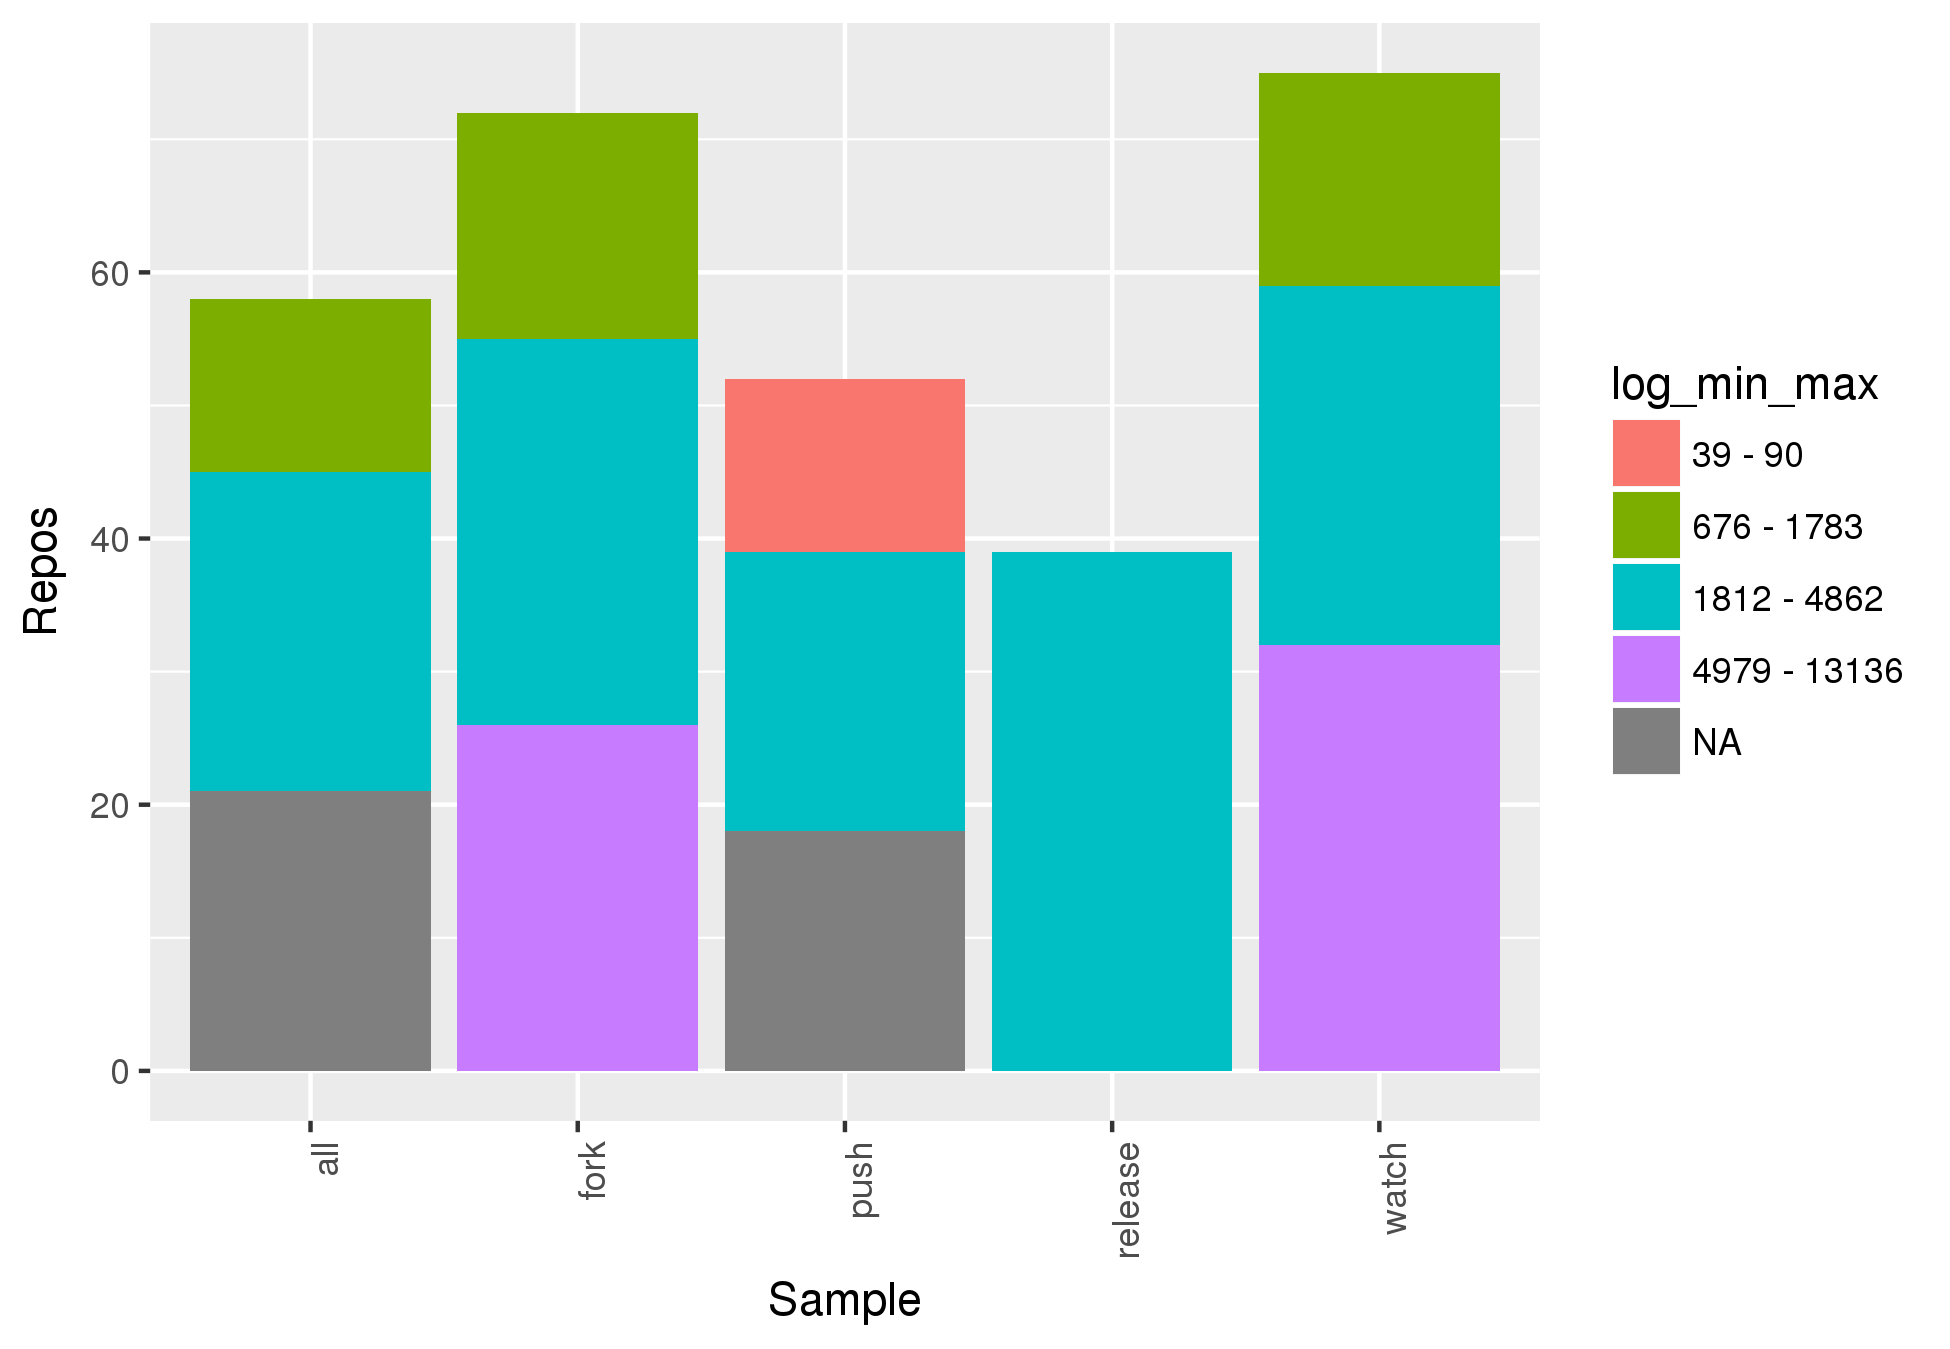 Repos
60
40
20
0
all
fork
push
release
watch
Sample
log_min_max
39 - 90
676 - 1783
1812 - 4862
4979 - 13136
NA